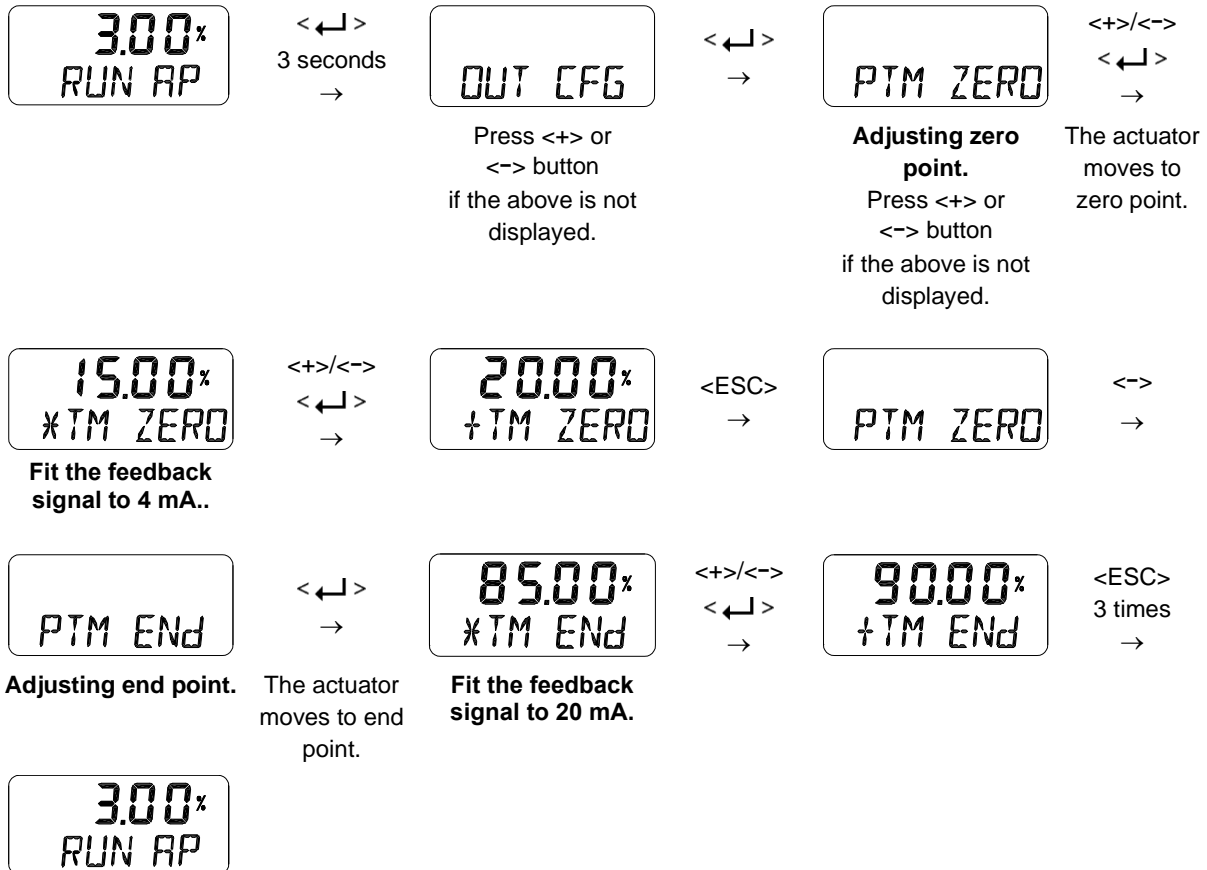 3.00%
RUN AP
<↵>
3 seconds
→
OUT CFG
Press <+> or
<-> button
if the above is not
displayed.
<↵>
→
PTM ZERO
Adjusting zero
point.
Press <+> or
<-> button
if the above is not
displayed.
<+>/<->
<↵>
→
The actuator
moves to
zero point.
15.00%
*TM ZERO
Fit the feedback
signal to 4 mA..
<+>/<->
<↵>
→
20.00%
+TM ZERO
<ESC>
→
PTM ZERO
<->
→
PTM ENd
Adjusting end point.
<↵>
→
The actuator
moves to end
point.
85.00%
*TM ENd
Fit the feedback
signal to 20 mA.
<+>/<->
<↵>
→
90.00%
+TM ENd
<ESC>
3 times
→
3.00%
RUN AP